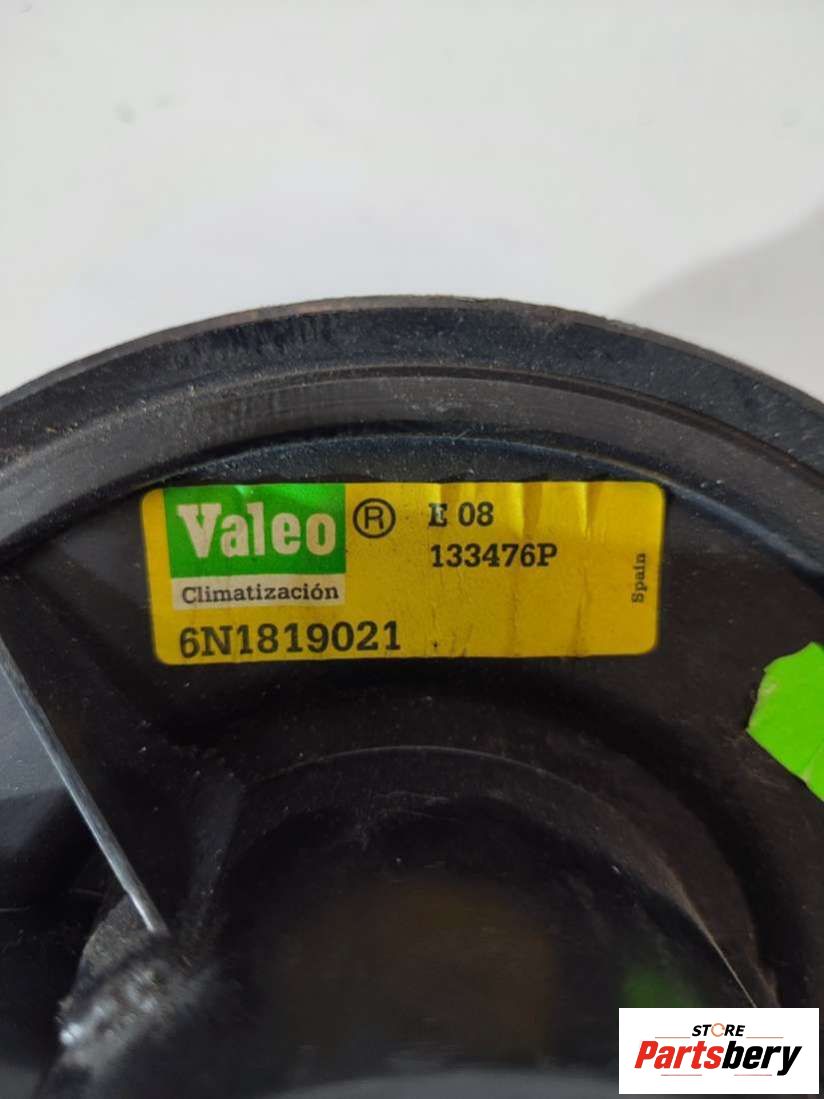 Valeo ® E 08
133476P
Climatización
Spain
6N1819021
STORE
Partsbery